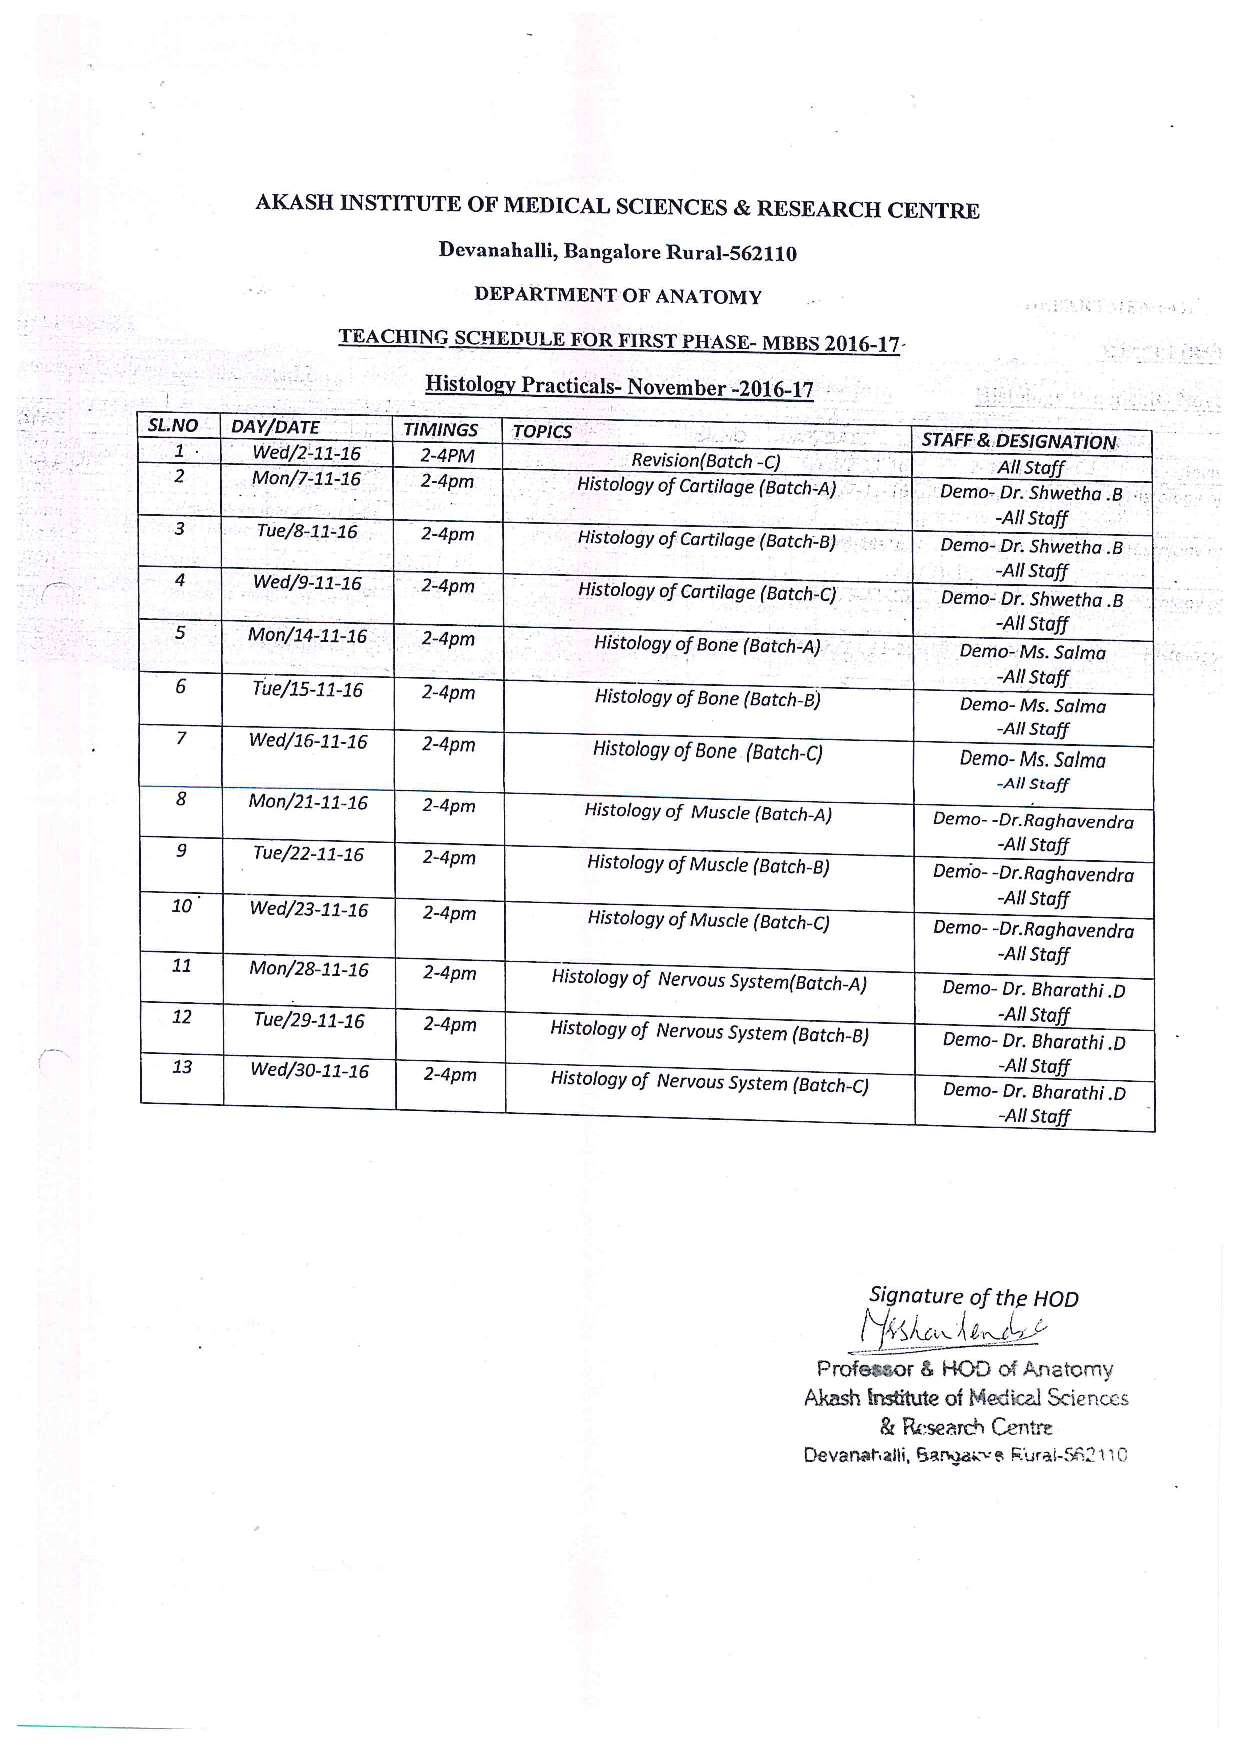 AKASH INSTITUTE OF MEDICAL SCIENCES & RESEARCH CENTRE
Devanahalli, Bangalore Rural-562110
DEPARTMENT OF ANATOMY
TEACHING SCHEDULE FOR FIRST PHASE- MBBS 2016-17-
Histology Practicals- November -2016-17
SL.NO DAY/DATE TIMINGS TOPICS STAFF & DESIGNATION
1 Wed/2-11-16 2-4PM Revision(Batch -C) All Staff
2 Mon/7-11-16 2-4pm Histology of Cartilage (Batch-A) Demo- Dr. Shwetha .B
-All Staff
3 Tue/8-11-16 2-4pm Histology of Cartilage (Batch-B) Demo- Dr. Shwetha .B
-All Staff
4 Wed/9-11-16 2-4pm Histology of Cartilage (Batch-C) Demo- Dr. Shwetha .B
-All Staff
5 Mon/14-11-16 2-4pm Histology of Bone (Batch-A) Demo- Ms. Salma
-All Staff
6 Tue/15-11-16 2-4pm Histology of Bone (Batch-B) Demo- Ms. Salma
-All Staff
7 Wed/16-11-16 2-4pm Histology of Bone (Batch-C) Demo- Ms. Salma
-All Staff
8 Mon/21-11-16 2-4pm Histology of Muscle (Batch-A) Demo- -Dr.Raghavendra
-All Staff
9 Tue/22-11-16 2-4pm Histology of Muscle (Batch-B) Demo- -Dr.Raghavendra
-All Staff
10 Wed/23-11-16 2-4pm Histology of Muscle (Batch-C) Demo- -Dr.Raghavendra
-All Staff
11 Mon/28-11-16 2-4pm Histology of Nervous System(Batch-A) Demo- Dr. Bharathi .D
-All Staff
12 Tue/29-11-16 2-4pm Histology of Nervous System (Batch-B) Demo- Dr. Bharathi .D
-All Staff
13 Wed/30-11-16 2-4pm Histology of Nervous System (Batch-C) Demo- Dr. Bharathi .D
-All Staff
Signature of the HOD
Professor & HOD of Anatomy
Akash Institute of Medical Sciences
& Research Centre
Devanahalli, Bangalore Rural-562110